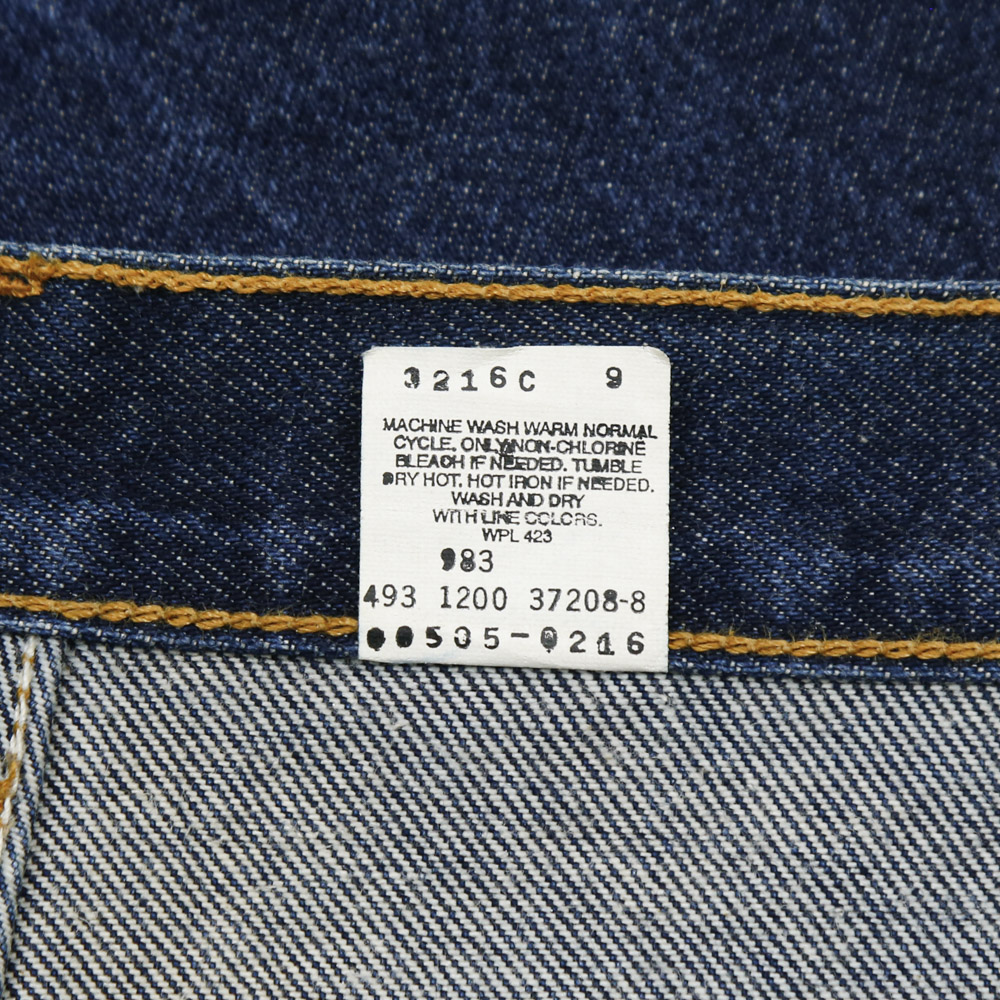 3216C 9
MACHINE WASH WARM NORMAL
CYCLE. ONLY NON-CHLORINE
BLEACH IF NEEDED. TUMBLE
DRY HOT. HOT IRON IF NEEDED.
WASH AND DRY
WITH LIKE COLORS.
WPL 423
983
493 1200 37208-8
00505-0216